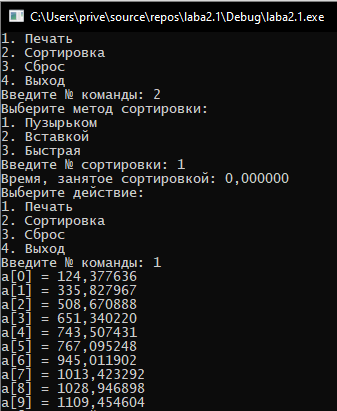 C:\Users\prive\source\repos\laba2.1\Debug\laba2.1.exe
1. Печать
2. Сортировка
3. Сброс
4. Выход
Введите № команды: 2
Выберите метод сортировки:
1. Пузырьком
2. Вставкой
3. Быстрая
Введите № сортировки: 1
Время, занятое сортировкой: 0,000000
Выберите действие:
1. Печать
2. Сортировка
3. Сброс
4. Выход
Введите № команды: 1
a[0] = 124,377636
a[1] = 335,827967
a[2] = 508,670888
a[3] = 651,340220
a[4] = 743,507431
a[5] = 767,095248
a[6] = 945,011902
a[7] = 1013,423292
a[8] = 1028,946898
a[9] = 1109,454604